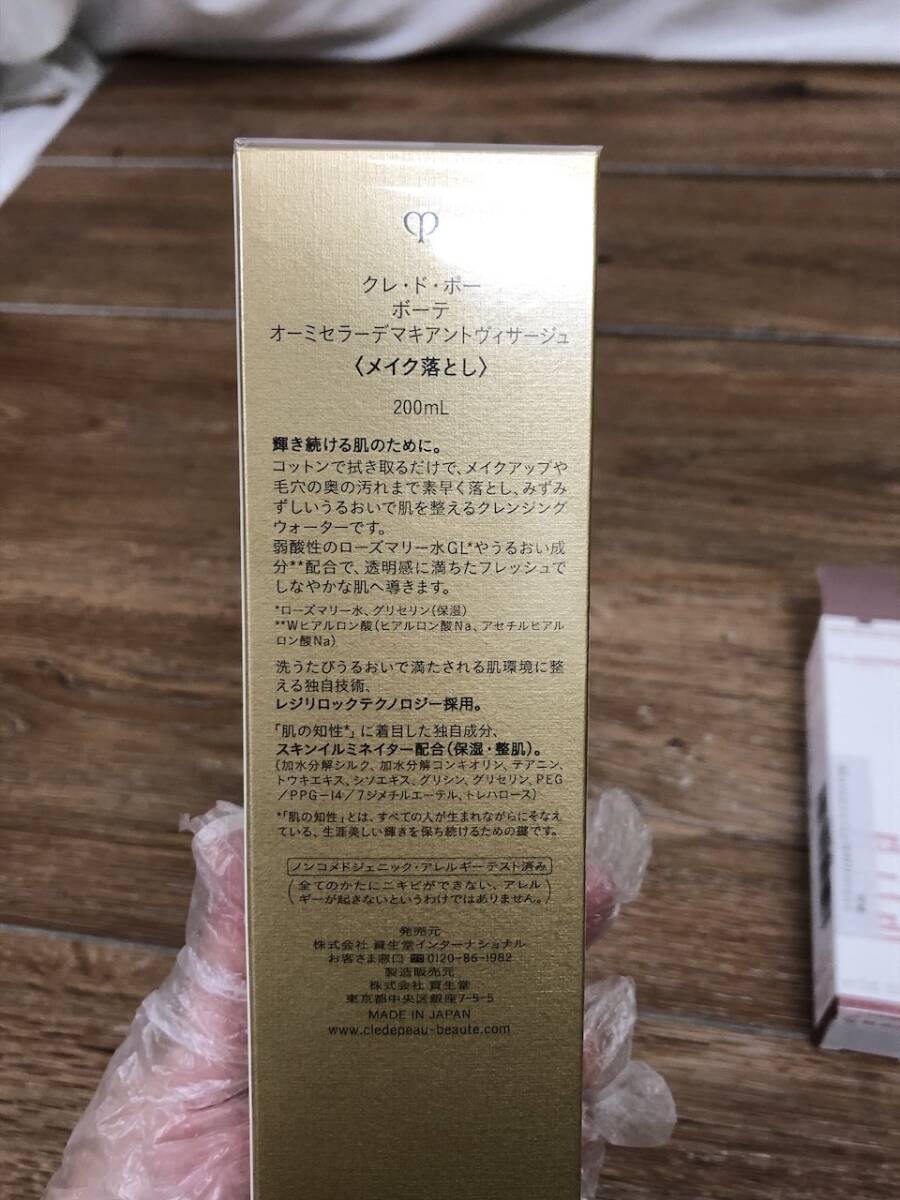 クレ・ド・ポー
ボーテ
オーミセラーデマキアントヴィサージュ
〈メイク落とし〉
200mL
輝き続ける肌のために。
コットンで拭き取るだけで、メイクアップや
毛穴の奥の汚れまで素早く落とし、みずみ
ずしいうるおいで肌を整えるクレンジング
ウォーターです。
弱酸性のローズマリー水GL*やうるおい成
分**配合で、透明感に満ちたフレッシュで
しなやかな肌へ導きます。
*ローズマリー水、グリセリン(保湿)
**Wヒアルロン酸(ヒアルロン酸Na、アセチルヒアル
ロン酸Na)
洗うたびうるおいで満たされる肌環境に整
える独自技術、
レジリロックテクノロジー採用。
「肌の知性*」に着目した独自成分、
スキンイルミネイター配合(保湿・整肌)。
(加水分解シルク、加水分解コンキオリン、テアニン、
トウキエキス、シソエキス、グリシン、グリセリン、PEG
/PPG-14/7ジメチルエーテル、トレハロース)
*「肌の知性」とは、すべての人が生まれながらにそなえ
ている、生涯美しい輝きを保ち続けるための鍵です。
ノンコメドジェニック・アレルギーテスト済み
(全てのかたにニキビができない、アレル
ギーが起きないというわけではありません。)
発売元
株式会社 資生堂インターナショナル
お客さま窓口 ☎0120-86-1982
製造販売元
株式会社 資生堂
東京都中央区銀座7-5-5
MADE IN JAPAN
www.cledepeau-beaute.com